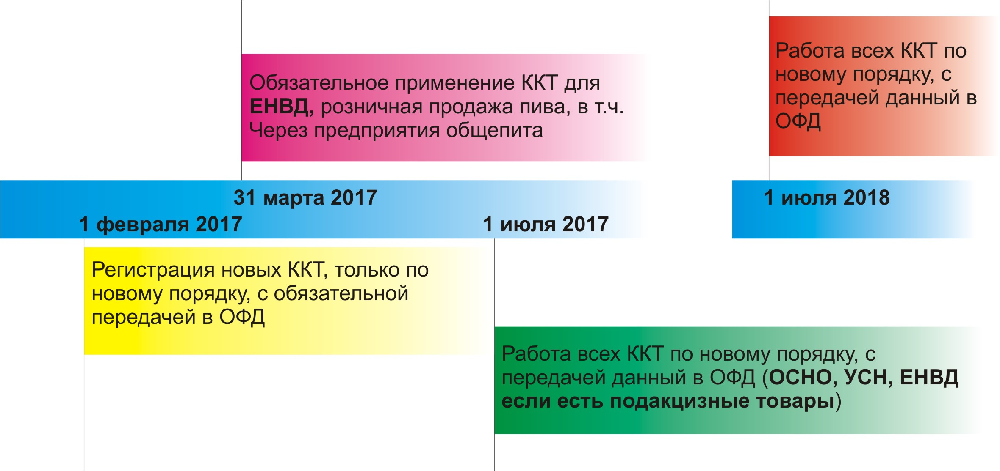 Работа всех ККТ по
новому порядку, с
передачей данный в
ОФД
Обязательное применение ККТ для
ЕНВД, розничная продажа пива, в т.ч.
Через предприятия общепита
31 марта 2017
1 июля 2018
1 февраля 2017
1 июля 2017
Регистрация новых ККТ, только по
новому порядку, с обязательной
передачей в ОФД
Работа всех ККТ по новому порядку, с
передачей данный в ОФД (ОСНО, УСН, ЕНВД
если есть подакцизные товары)